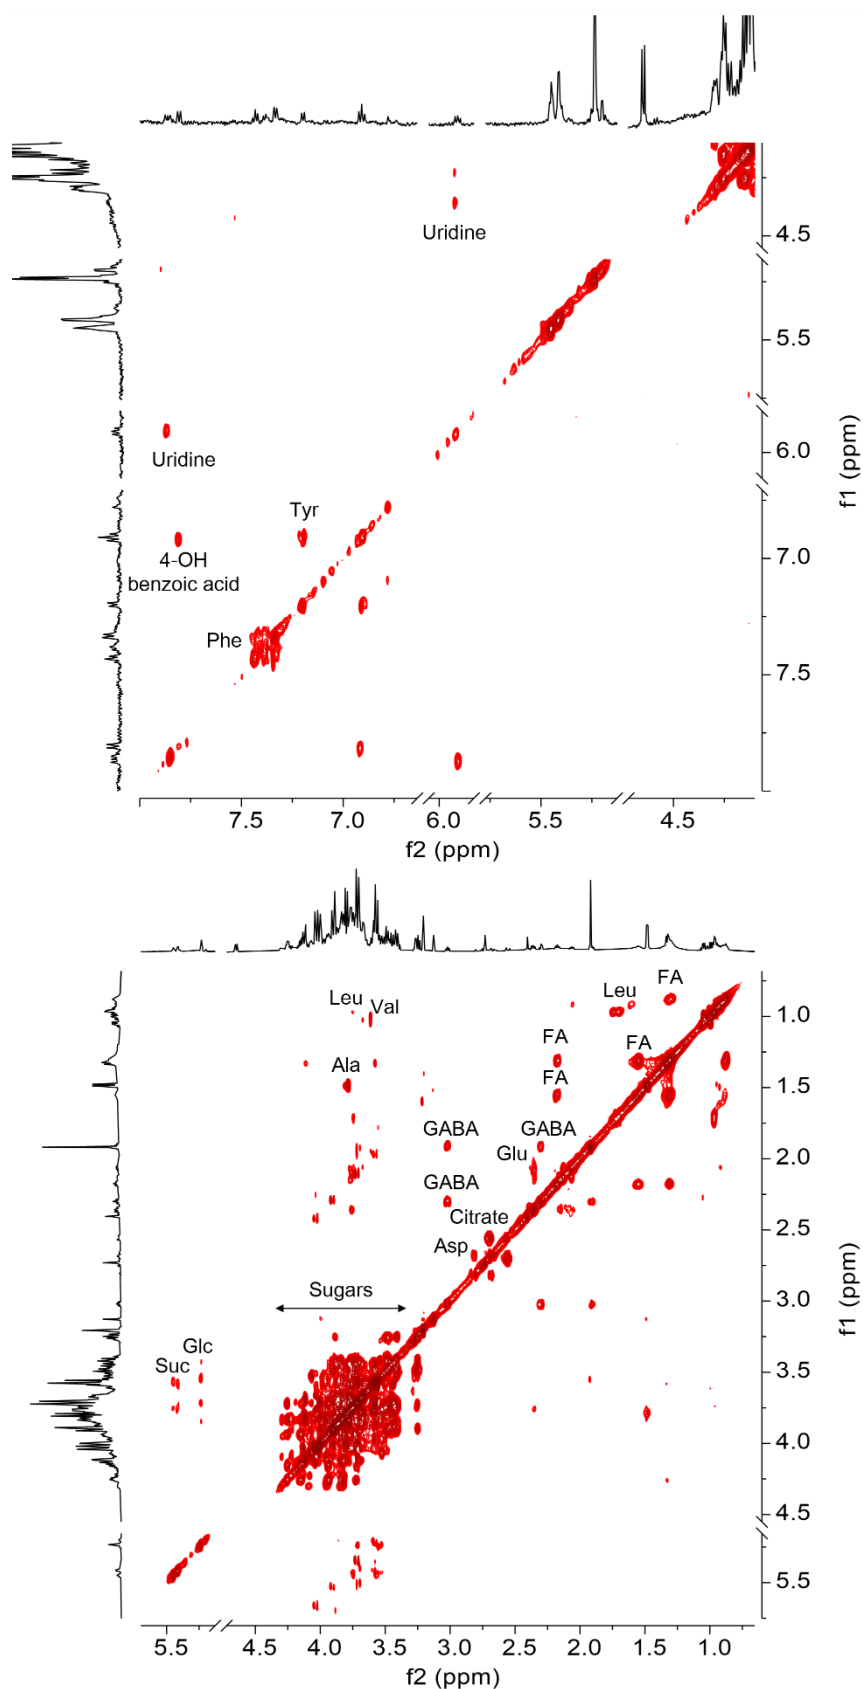 Uridine
4.5
5.5
6.0
Uridine
Tyr
4-OH
benzoic acid
7.0
Phe
7.5
f1 (ppm)
7.5 7.0 6.0 5.5 4.5
f2 (ppm)
FA
Leu Leu
Val
1.0
FA FA
Ala
FA
1.5
GABA GABA
Glu
2.0
GABA
Citrate
2.5
Asp
Sugars
3.0
Glc
Suc
3.5
4.0
4.5
5.5
f1 (ppm)
5.5 4.5 4.0 3.5 3.0 2.5 2.0 1.5 1.0
f2 (ppm)